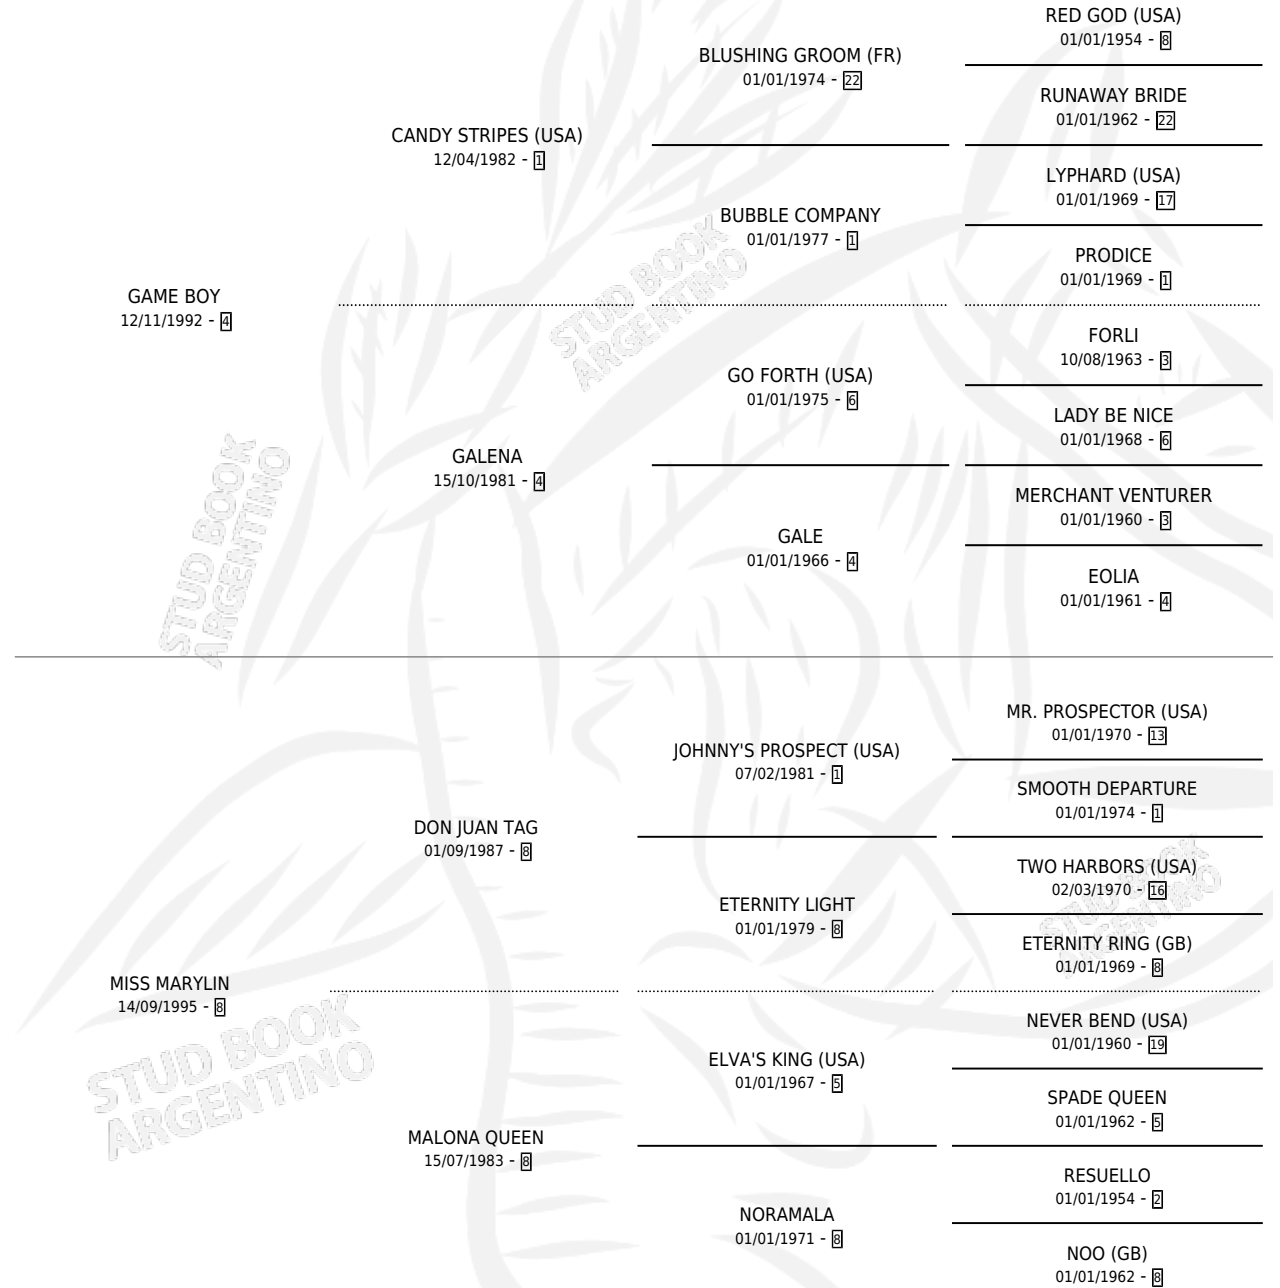 RED GOD (USA)
01/01/1954 - 8
BLUSHING GROOM (FR)
01/01/1974 - 22
RUNAWAY BRIDE
01/01/1962 - 22
CANDY STRIPES (USA)
12/04/1982 - 1
LYPHARD (USA)
01/01/1969 - 17
BUBBLE COMPANY
01/01/1977 - 1
PRODICE
01/01/1969 - 1
GAME BOY
12/11/1992 - 4
STUD BOOK
ARGENTINO
FORLI
10/08/1963 - 3
GO FORTH (USA)
01/01/1975 - 6
LADY BE NICE
01/01/1968 - 6
GALENA
15/10/1981 - 4
MERCHANT VENTURER
01/01/1960 - 3
GALE
01/01/1966 - 4
EOLIA
01/01/1961 - 4
STUD BOOK
ARGENTINO
MR. PROSPECTOR (USA)
01/01/1970 - 13
JOHNNY'S PROSPECT (USA)
07/02/1981 - 1
SMOOTH DEPARTURE
01/01/1974 - 1
DON JUAN TAG
01/09/1987 - 8
TWO HARBORS (USA)
02/03/1970 - 16
ETERNITY LIGHT
01/01/1979 - 8
STUD BOOK
ARGENTINO
ETERNITY RING (GB)
01/01/1969 - 8
MISS MARYLIN
14/09/1995 - 8
NEVER BEND (USA)
01/01/1960 - 19
ELVA'S KING (USA)
01/01/1967 - 5
SPADE QUEEN
01/01/1962 - 5
STUD BOOK
ARGENTINO
MALONA QUEEN
15/07/1983 - 8
RESUELLO
01/01/1954 - 2
NORAMALA
01/01/1971 - 8
NOO (GB)
01/01/1962 - 8